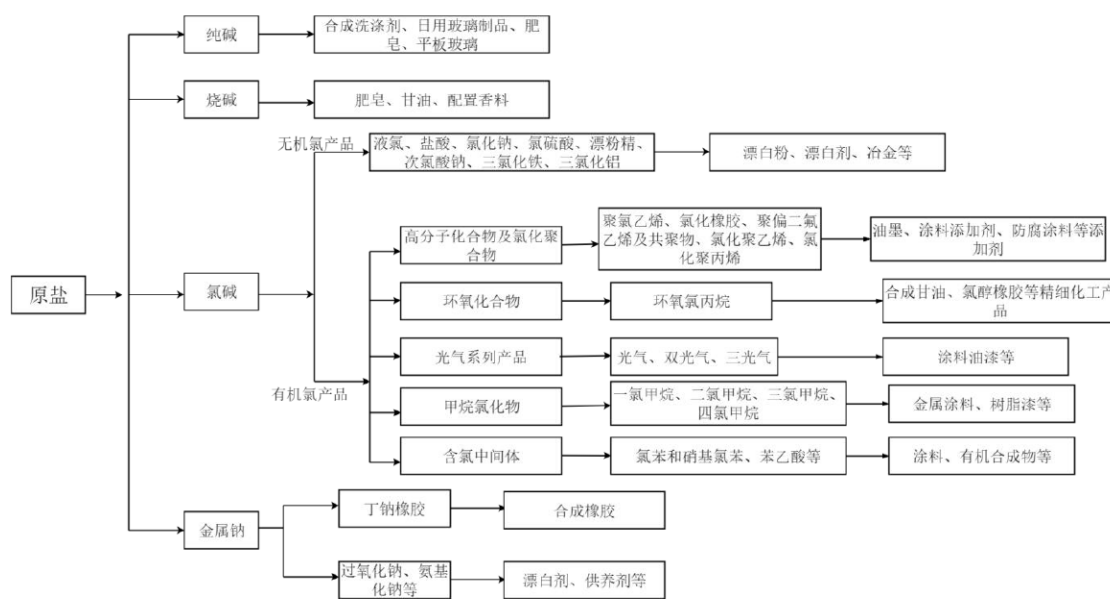 纯碱
合成洗涤剂、日用玻璃制品、肥
皂、平板玻璃
烧碱
肥皂、甘油、配置香料
无机氯产品
液氯、盐酸、氯化钠、氯硫酸、漂粉精、
次氯酸钠、三氯化铁、三氯化铝
漂白粉、漂白剂、冶金等
高分子化合物及氯化聚
合物
聚氯乙烯、氯化橡胶、聚偏二氟
乙烯及共聚物、氯化聚乙烯、氯
化聚丙烯
油墨、涂料添加剂、防腐涂料等添
加剂
原盐
氯碱
环氧化合物
环氧氯丙烷
合成甘油、氯醇橡胶等精细化工产
品
光气系列产品
光气、双光气、三光气
涂料油漆等
有机氯产品
甲烷氯化物
一氯甲烷、二氯甲烷、三氯甲烷、
四氯甲烷
金属涂料、树脂漆等
含氯中间体
氯苯和硝基氯苯、苯乙酸等
涂料、有机合成物等
金属钠
丁钠橡胶
合成橡胶
过氧化钠、氨基
化钠等
漂白剂、供养剂等